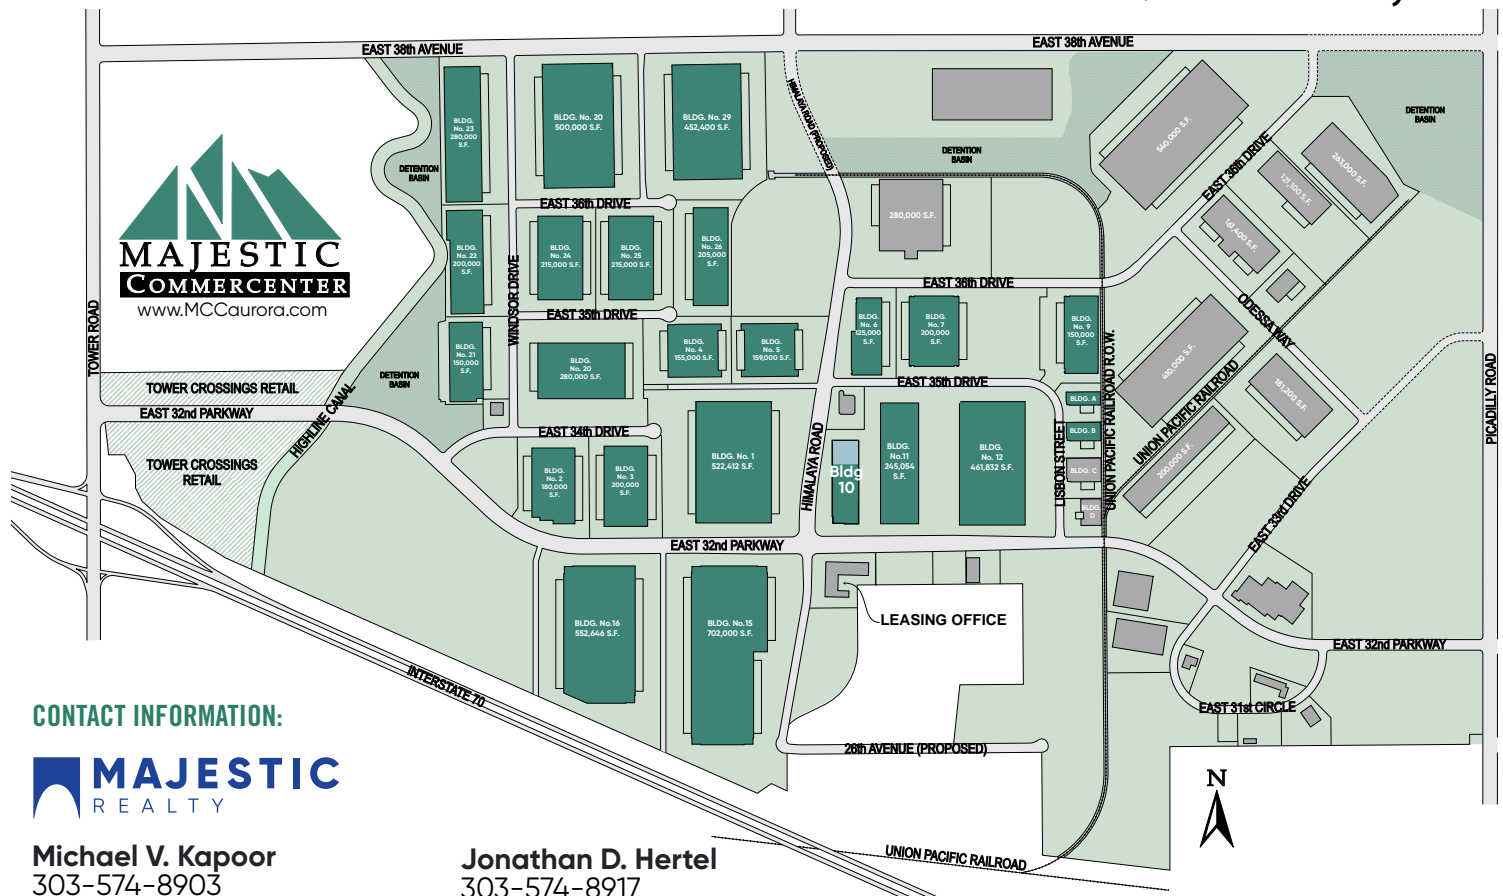 EAST 38th AVENUE
EAST 38th AVENUE
BLDG.
No. 23
280,000
S.F.
BLDG. No. 20
500,000 S.F.
BLDG. No. 29
452,400 S.F.
HIMALAYA ROAD (PROPOSED)
DETENTION
BASIN
DETENTION
BASIN
DETENTION
BASIN
540,000 S.F.
EAST 36th DRIVE
121,100 S.F.
263,000 S.F.
161,400 S.F.
MAJESTIC
COMMERCENTER
www.MCCaurora.com
EAST 36th DRIVE
BLDG.
No. 22
200,000
S.F.
WINDSOR DRIVE
BLDG.
No. 24
215,000 S.F.
BLDG.
No. 25
215,000 S.F.
BLDG.
No. 26
205,000
S.F.
280,000 S.F.
EAST 36th DRIVE
ODESSA WAY
TOWER ROAD
EAST 35th DRIVE
BLDG.
No. 21
150,000
S.F.
BLDG.
No. 20
280,000 S.F.
BLDG.
No. 4
155,000 S.F.
BLDG.
No. 5
159,000 S.F.
BLDG.
No. 6
125,000
S.F.
BLDG.
No. 7
200,000
S.F.
BLDG.
No. 9
150,000
S.F.
UNION PACIFIC RAILROAD R.O.W.
410,000 S.F.
UNION PACIFIC RAILROAD
181,200 S.F.
PICADILLY ROAD
DETENTION
BASIN
TOWER CROSSINGS RETAIL
EAST 35th DRIVE
EAST 32nd PARKWAY
HIGHLINE CANAL
EAST 34th DRIVE
TOWER CROSSINGS
RETAIL
BLDG.
No. 2
180,000
S.F.
BLDG.
No. 3
200,000
S.F.
BLDG. No. 1
522,412 S.F.
HIMALAYA ROAD
Bldg
10
BLDG.
No.11
245,054
S.F.
BLDG.
No. 12
461,832 S.F.
LISBON STREET
BLDG. A
BLDG. B
BLDG. C
BLDG.
D
200,000 S.F.
EAST 33rd DRIVE
EAST 32nd PARKWAY
BLDG. No.16
552,646 S.F.
BLDG. No.15
702,000 S.F.
LEASING OFFICE
EAST 32nd PARKWAY
INTERSTATE 70
EAST 31st CIRCLE
26th AVENUE (PROPOSED)
N
UNION PACIFIC RAILROAD
CONTACT INFORMATION:
MAJESTIC
REALTY
Michael V. Kapoor
303-574-8903
Jonathan D. Hertel
303-574-8917